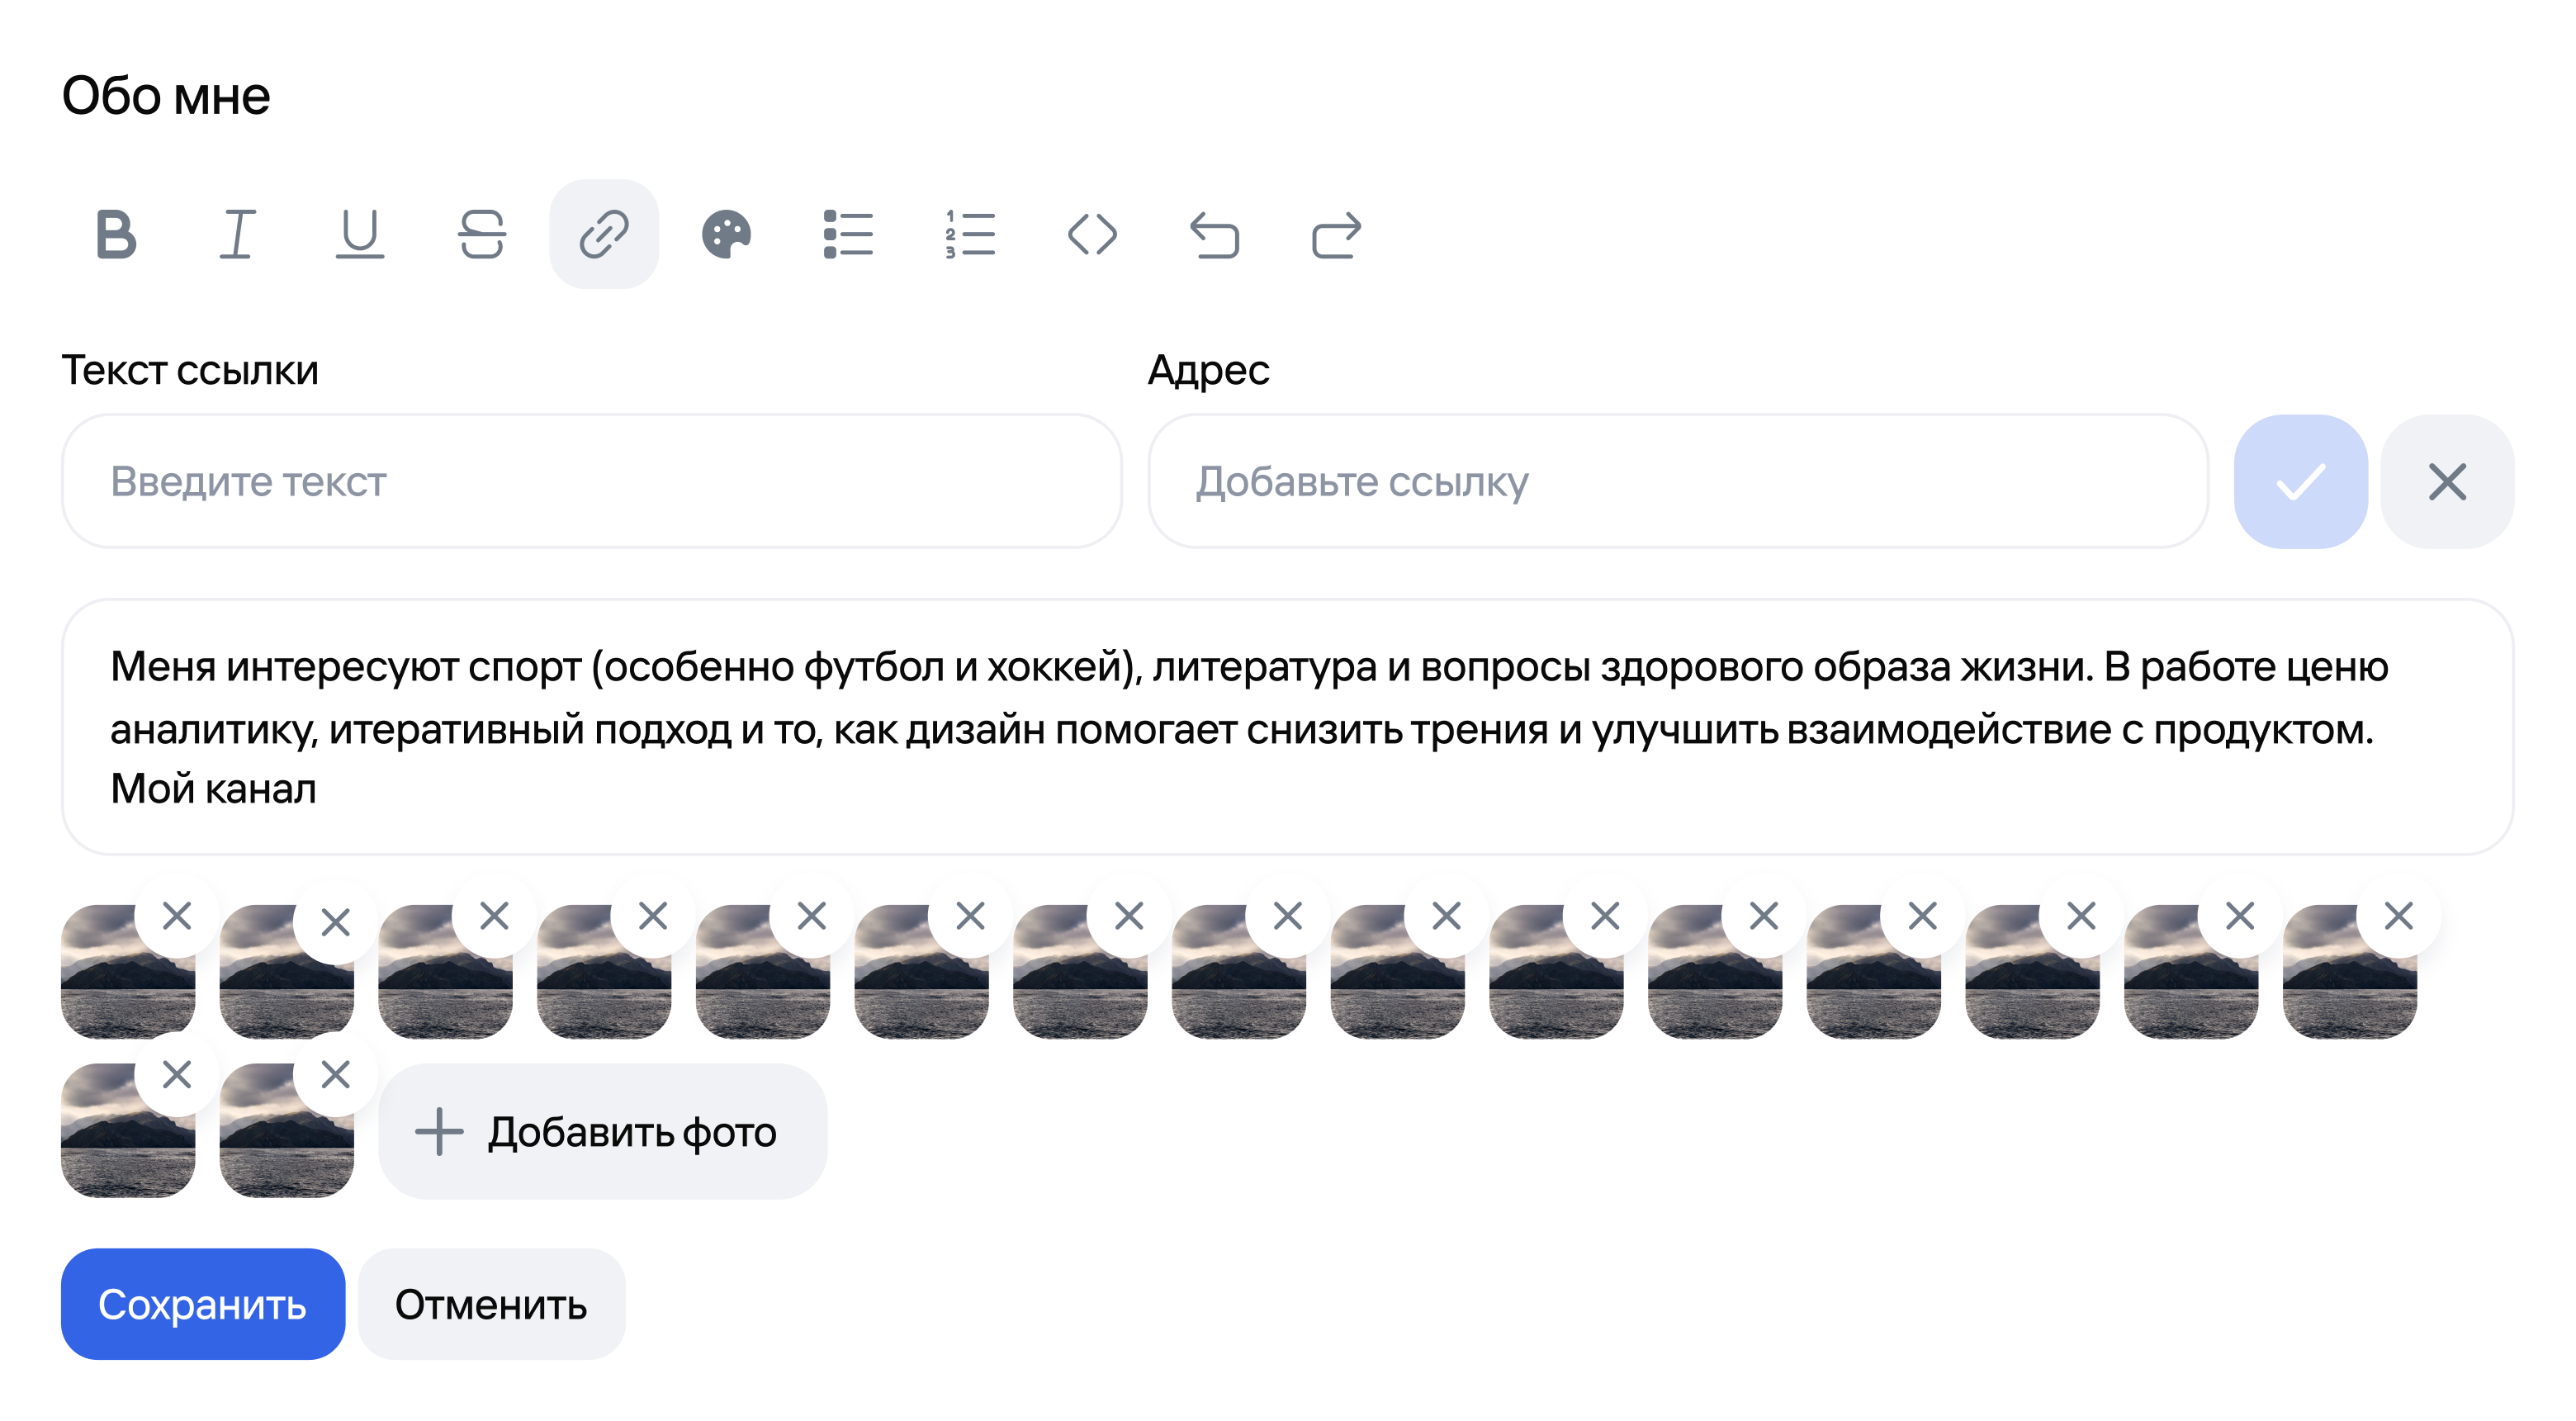 Обо мне
Текст ссылки
Адрес
Введите текст
Добавьте ссылку
Меня интересуют спорт (особенно футбол и хоккей), литература и вопросы здорового образа жизни. В работе ценю
аналитику, итеративный подход и то, как дизайн помогает снизить трения и улучшить взаимодействие с продуктом.
Мой канал
Добавить фото
Сохранить
Отменить